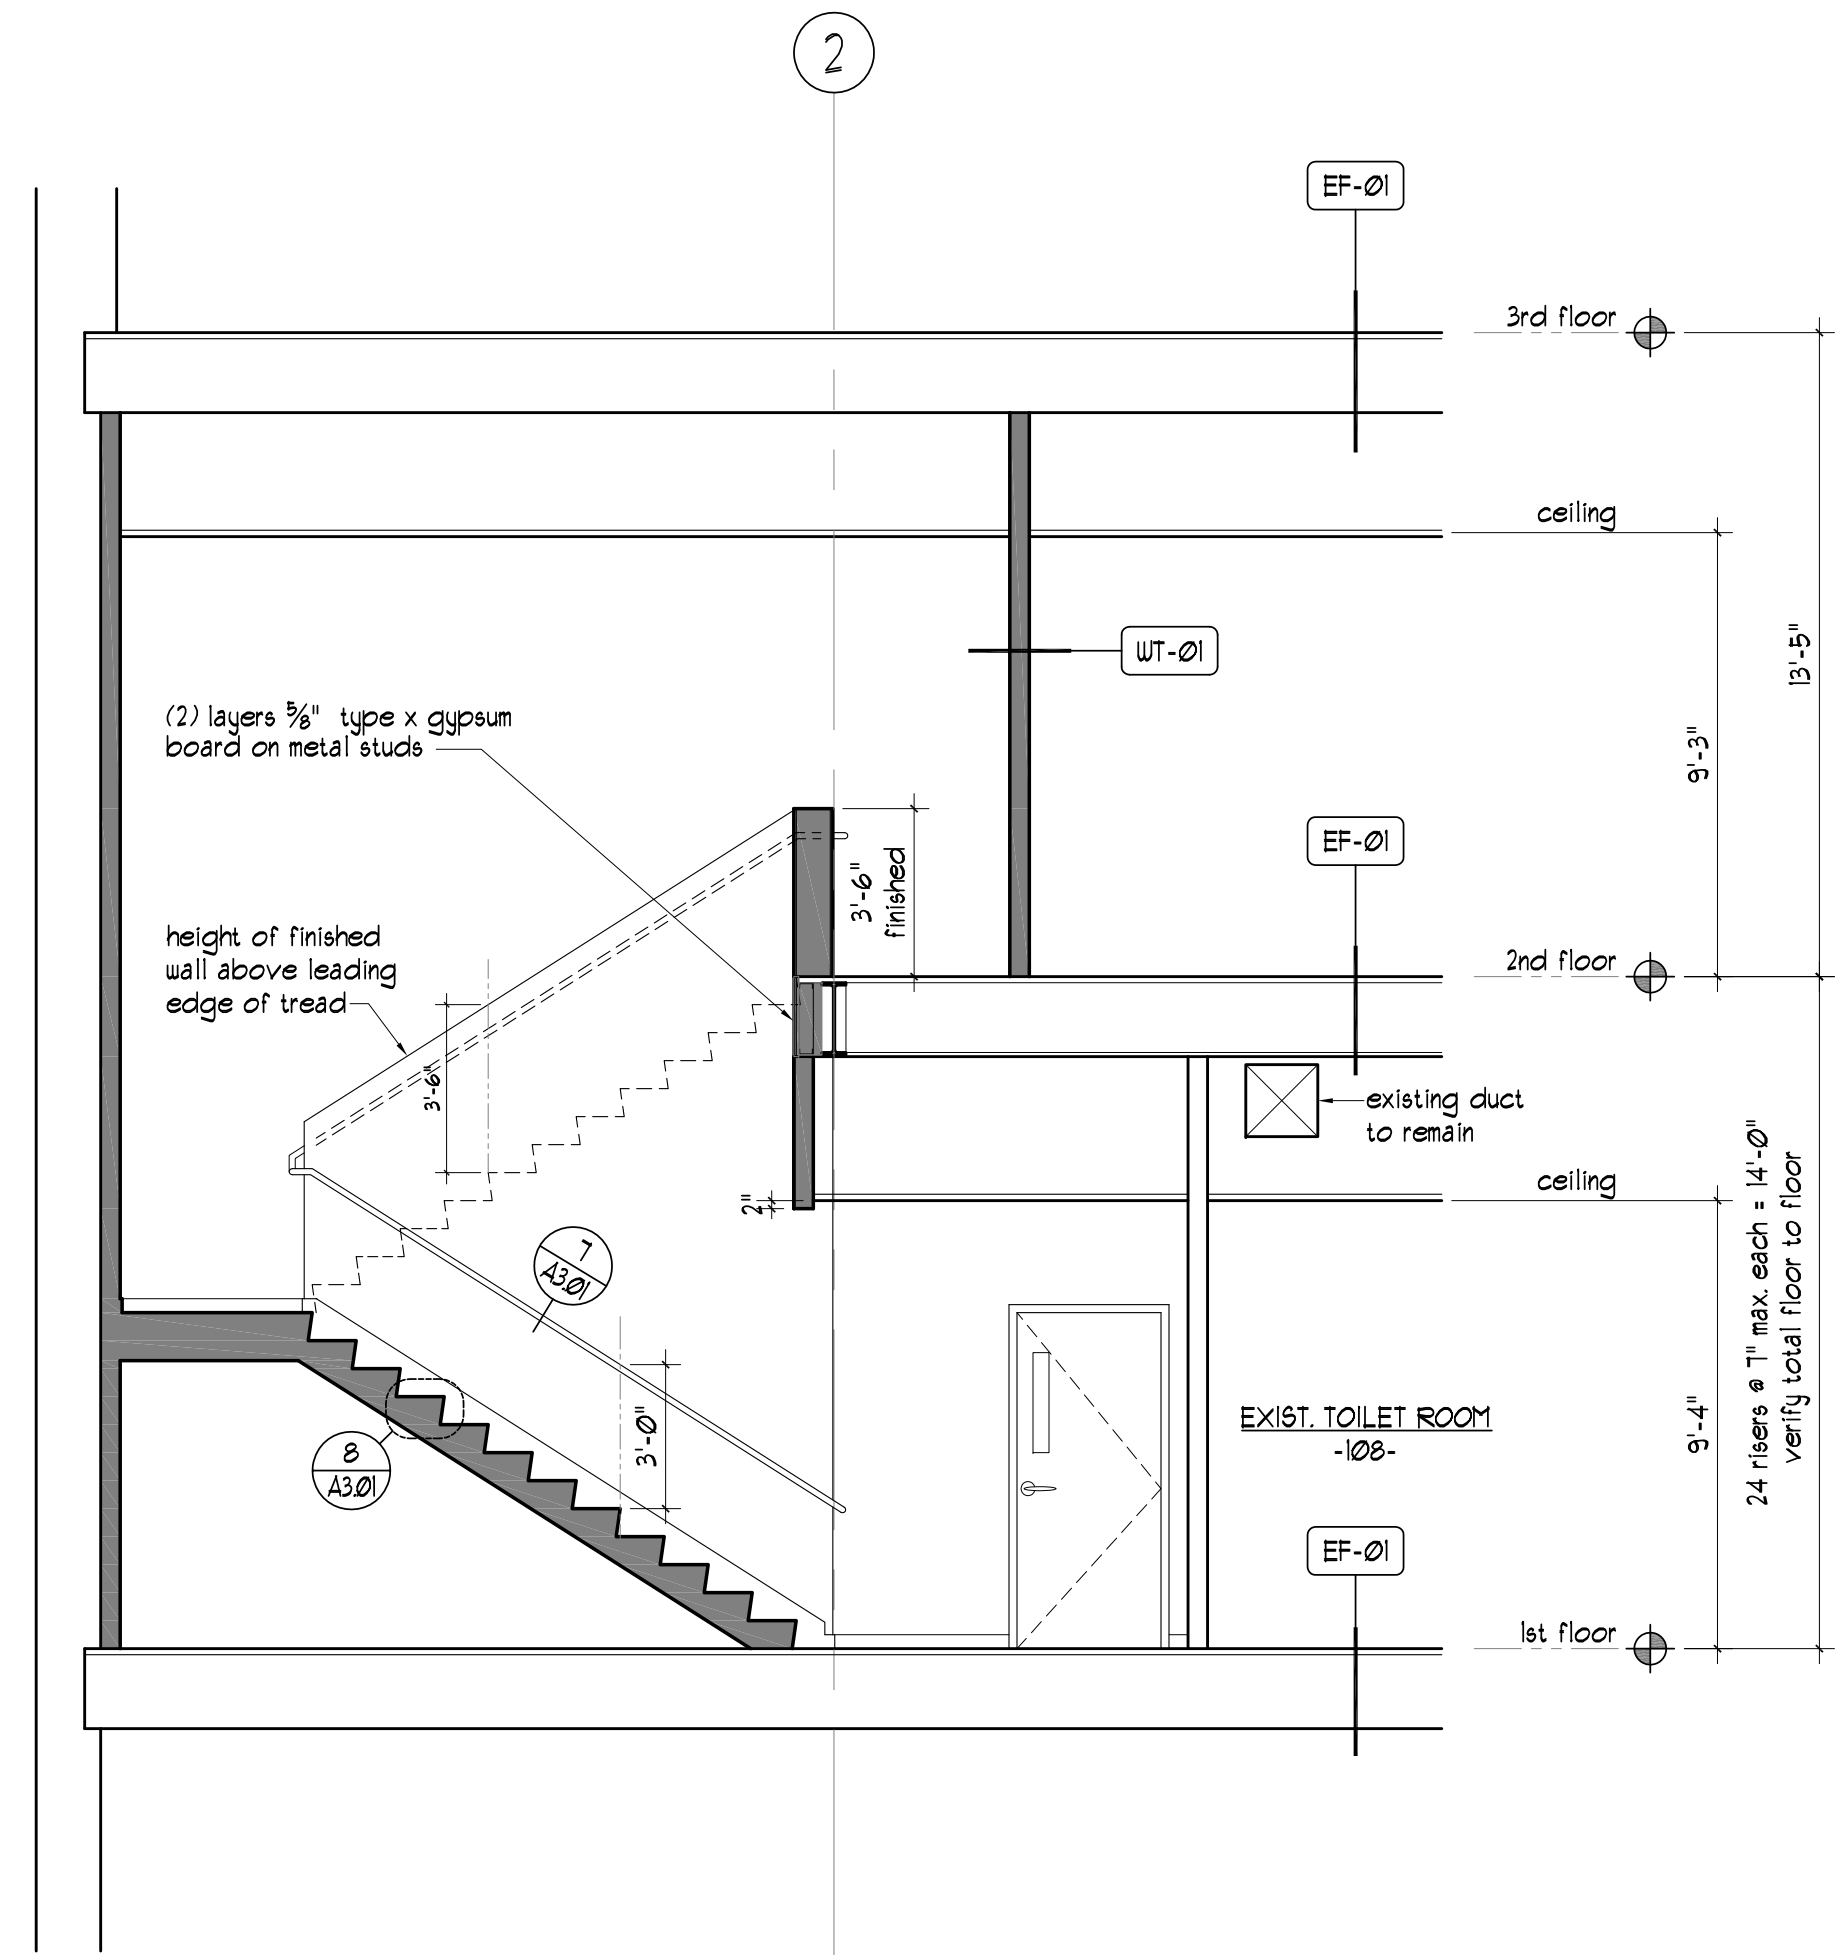 2
EF-Ø1
3rd floor
ceiling
WT-Ø1
13'-5"
9'-3"
(2) layers 5/8" type x gypsum
board on metal studs
3'-6"
finished
EF-Ø1
height of finished
wall above leading
edge of tread
2nd floor
3'-6"
existing duct
to remain
ceiling
2"
7
A3.Ø1
24 risers @ 7" max. each = 14'-Ø"
verify total floor to floor
3'-Ø"
EXIST. TOILET ROOM
-1Ø8-
9'-4"
8
A3.Ø1
EF-Ø1
1st floor